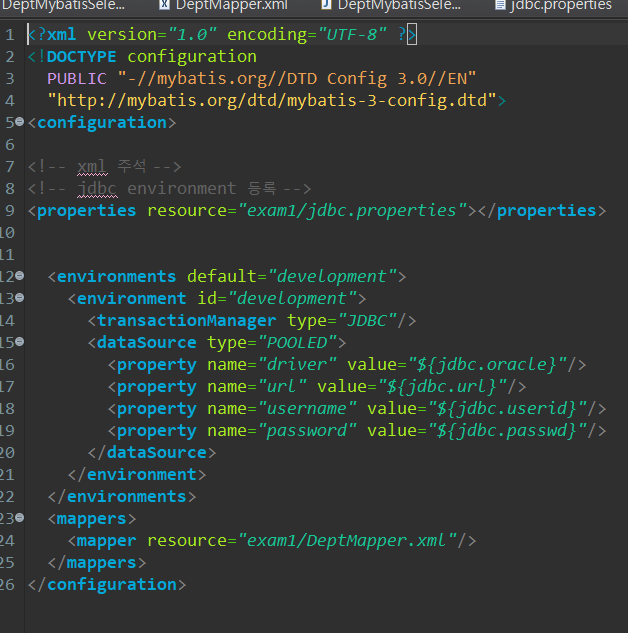 DeptMybatisSele... DeptMapper.xml DeptMybatisSele... jdbc.properties
1 <?xml version="1.0" encoding="UTF-8" ?>
2 <!DOCTYPE configuration
3 PUBLIC "-//mybatis.org//DTD Config 3.0//EN"
4 "http://mybatis.org/dtd/mybatis-3-config.dtd">
5 <configuration>
6
7 <!-- xml 주석 -->
8 <!-- jdbc environment 등록 -->
9 <properties resource="exam1/jdbc.properties"></properties>
10
11
12 <environments default="development">
13 <environment id="development">
14 <transactionManager type="JDBC"/>
15 <dataSource type="POOLED">
16 <property name="driver" value="${jdbc.oracle}"/>
17 <property name="url" value="${jdbc.url}"/>
18 <property name="username" value="${jdbc.userid}"/>
19 <property name="password" value="${jdbc.passwd}"/>
20 </dataSource>
21 </environment>
22 </environments>
23 <mappers>
24 <mapper resource="exam1/DeptMapper.xml"/>
25 </mappers>
26 </configuration>